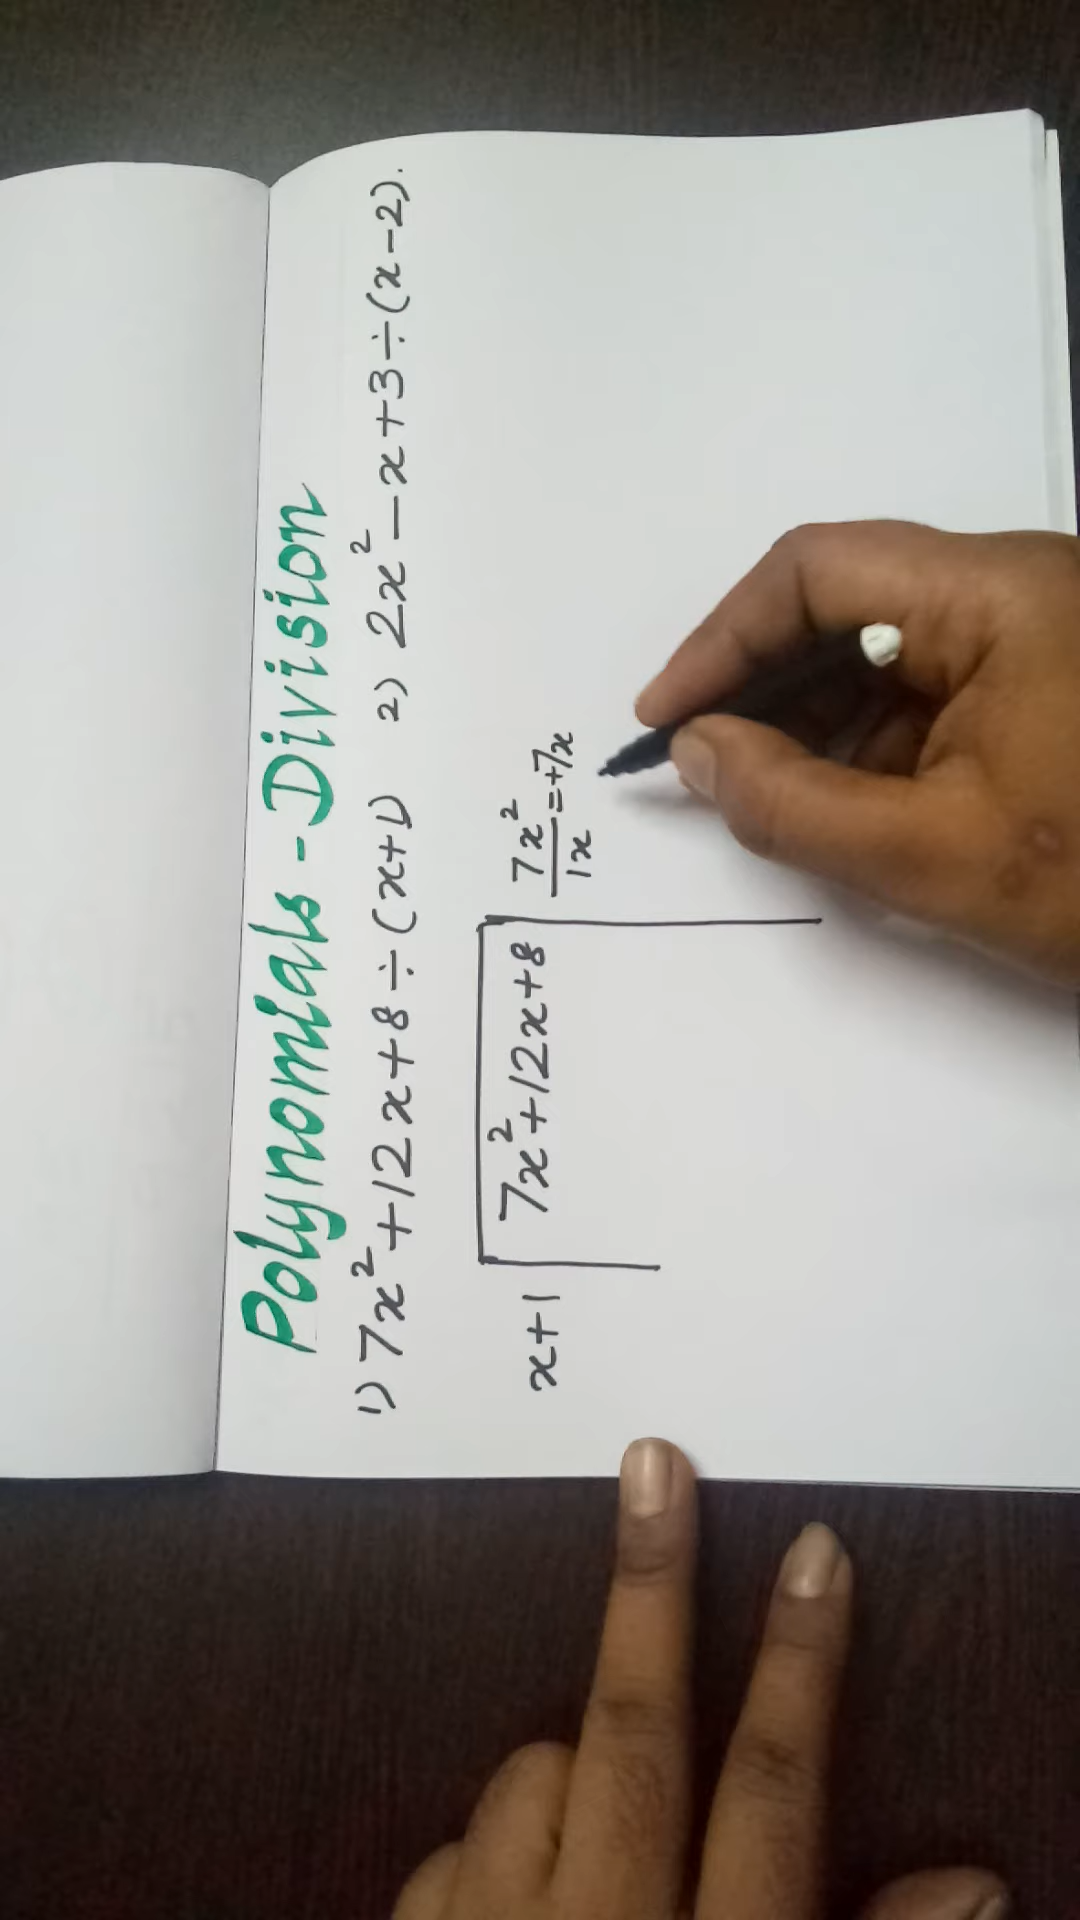 Polynomials - Division
1) 7x²+12x+8÷(x+1) 2) 2x²-x+3÷(x-2).
x+1 7x²+12x+8 7x²/1x=+7x